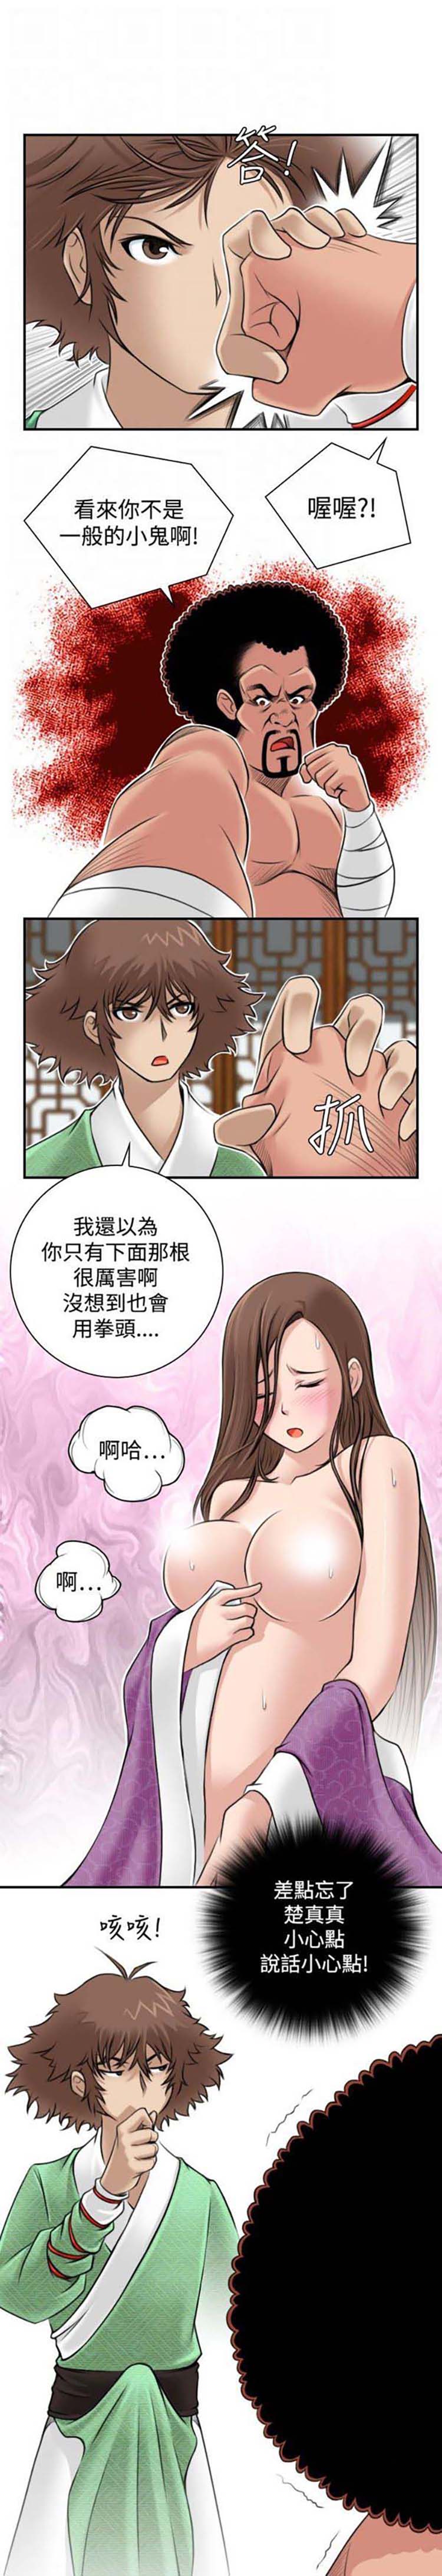 答!
喔喔?!
看來你不是
一般的小鬼啊!
抓
我還以為
你只有下面那根
很厲害啊
沒想到也會
用拳頭....
啊哈...
啊...
差點忘了
楚真真
小心點
說話小心點!
咳咳!